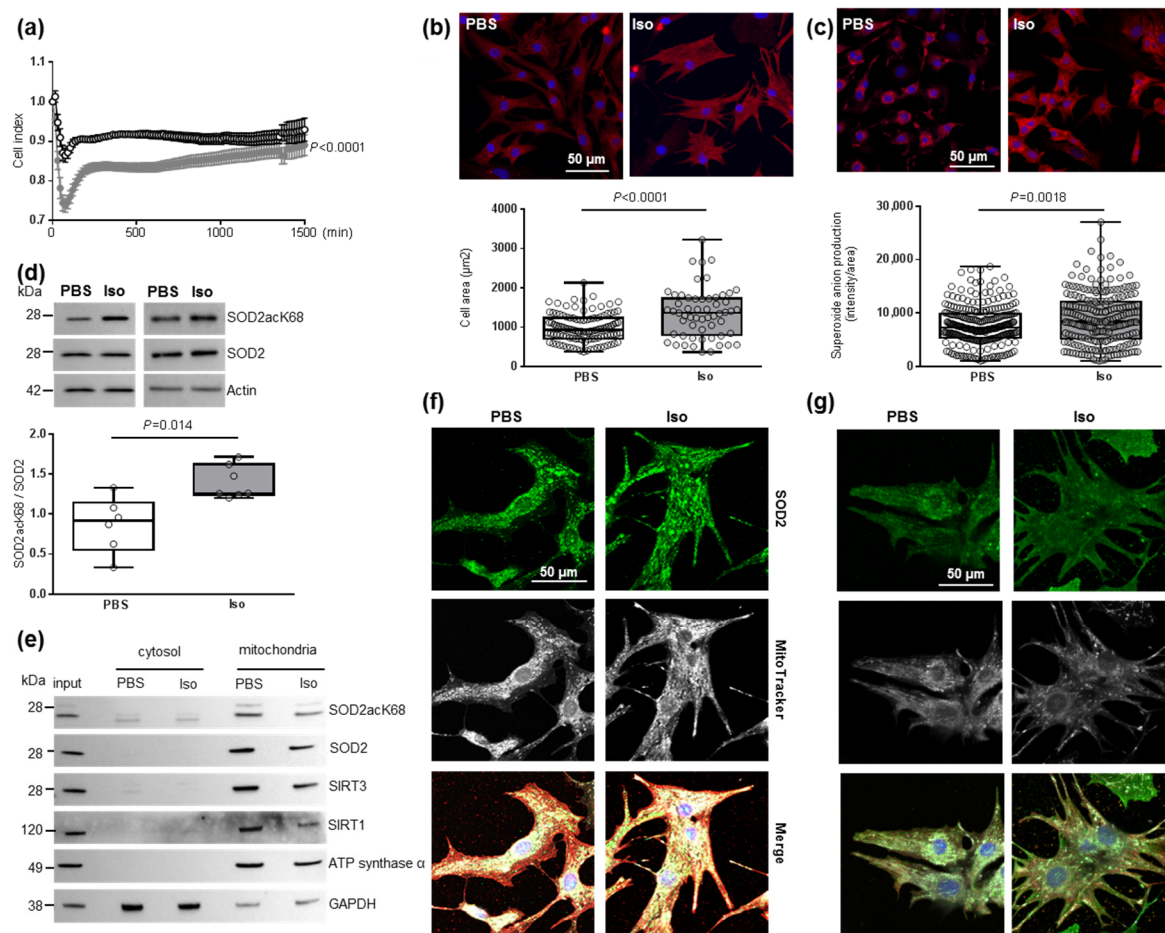 (a)
Cell index
1.1
1.0
0.9
0.8
0.7
0
500
1000
1500
(min)
P<0.0001
(b)
PBS
Iso
50 µm
P<0.0001
Cell area (µm2)
4000
3000
2000
1000
0
PBS
Iso
(c)
PBS
Iso
50 µm
P=0.0018
Superoxide anion production
(intensity/area)
30,000
20,000
10,000
0
PBS
Iso
(d)
kDa
PBS Iso PBS Iso
28 SOD2acK68
28 SOD2
42 Actin
P=0.014
SOD2acK68 / SOD2
2.0
1.5
1.0
0.5
0.0
PBS
Iso
(e)
cytosol mitochondria
kDa input PBS Iso PBS Iso
28 SOD2acK68
28 SOD2
28 SIRT3
120 SIRT1
49 ATP synthase α
38 GAPDH
(f)
PBS
Iso
50 µm
SOD2
MitoTracker
Merge
(g)
PBS
Iso
50 µm